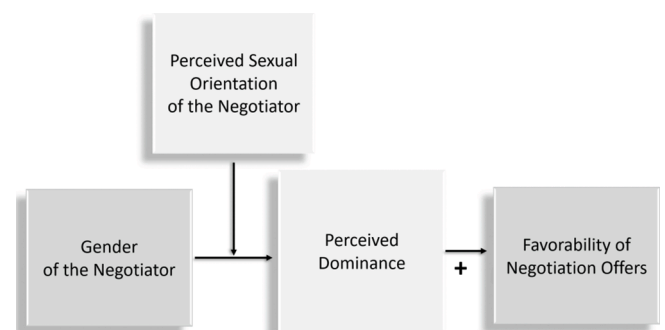 Perceived Sexual
Orientation
of the Negotiator
Gender
of the Negotiator
Perceived
Dominance
+
Favorability of
Negotiation Offers